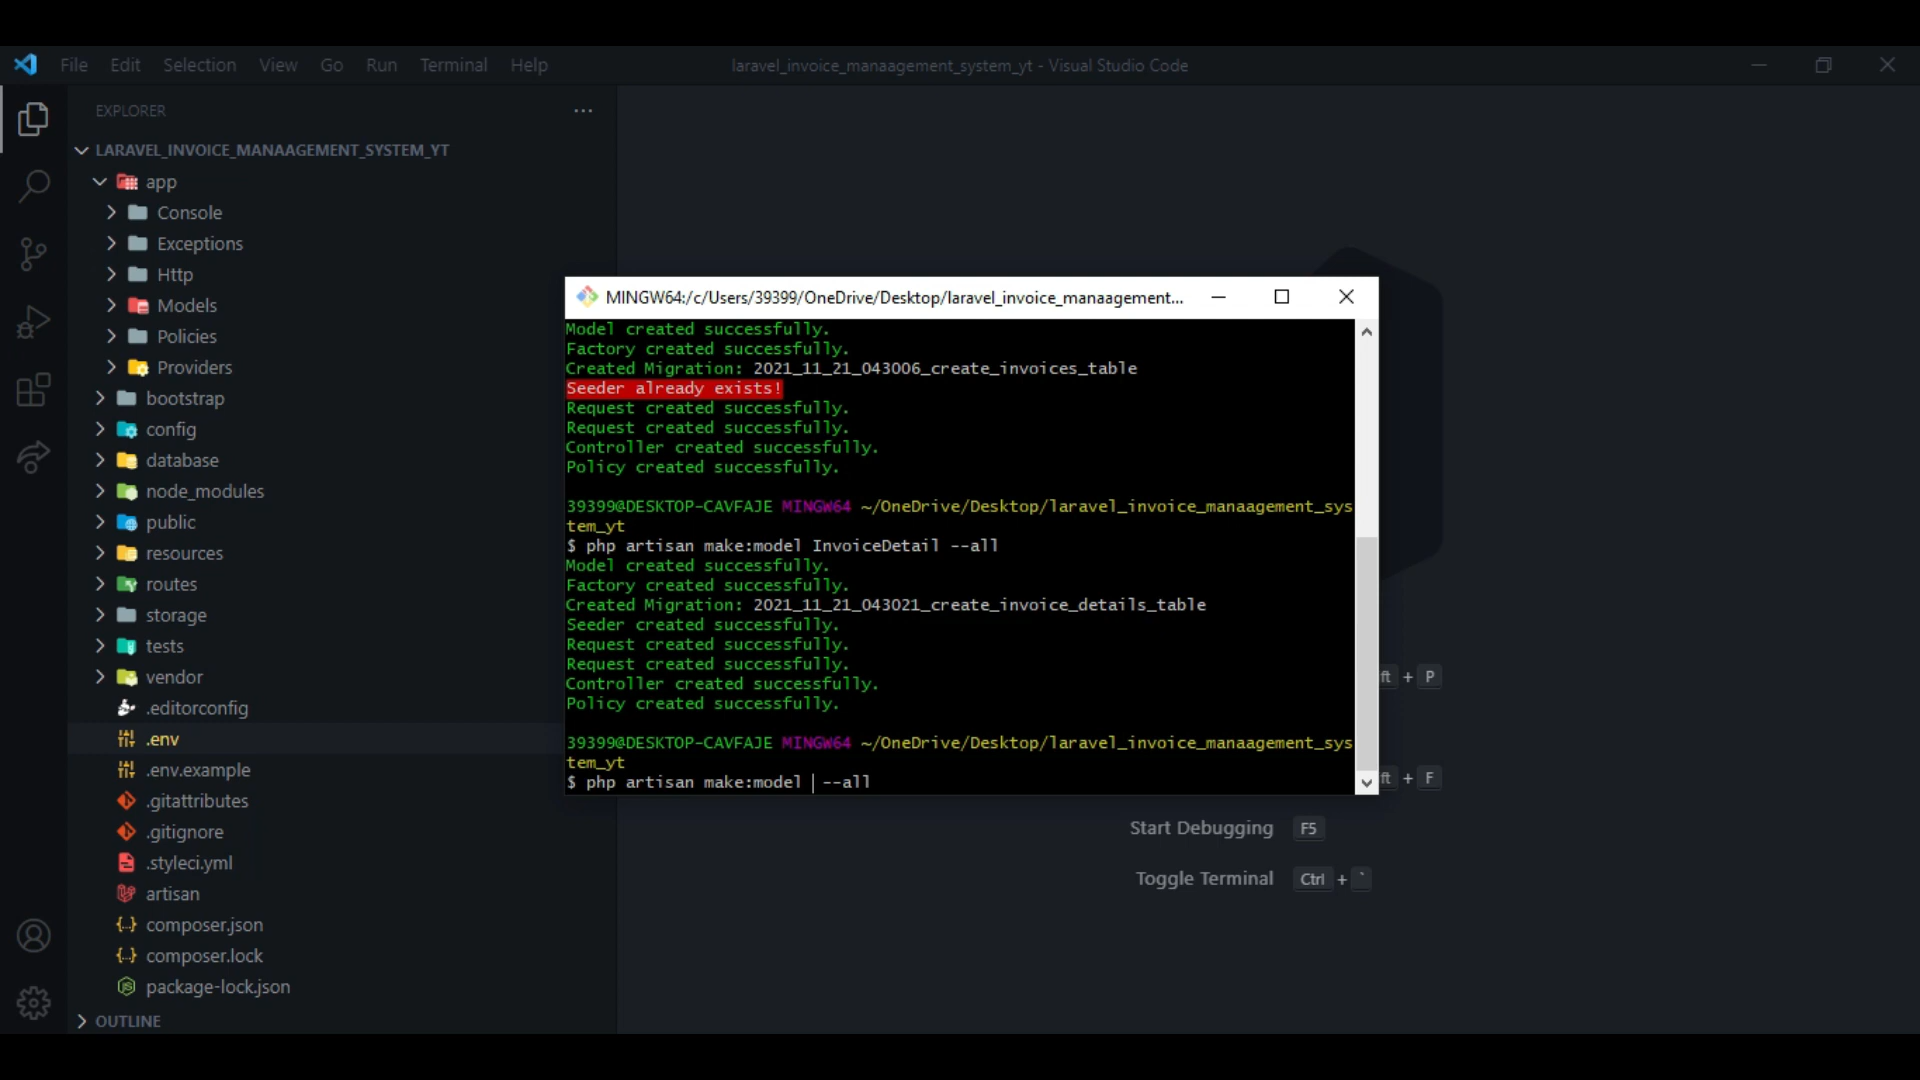 File Edit Selection View Go Run Terminal Help
laravel_invoice_manaagement_system_yt - Visual Studio Code
EXPLORER
LARAVEL_INVOICE_MANAAGEMENT_SYSTEM_YT
app
Console
Exceptions
Http
Models
Policies
Providers
bootstrap
config
database
node_modules
public
resources
routes
storage
tests
vendor
.editorconfig
.env
.env.example
.gitattributes
.gitignore
.styleci.yml
artisan
composer.json
composer.lock
package-lock.json
OUTLINE
MINGW64:/c/Users/39399/OneDrive/Desktop/laravel_invoice_manaagement...
Model created successfully.
Factory created successfully.
Created Migration: 2021_11_21_043006_create_invoices_table
Seeder already exists!
Request created successfully.
Request created successfully.
Controller created successfully.
Policy created successfully.
39399@DESKTOP-CAVFAJE MINGW64 ~/OneDrive/Desktop/laravel_invoice_manaagement_sys
tem_yt
$ php artisan make:model InvoiceDetail --all
Model created successfully.
Factory created successfully.
Created Migration: 2021_11_21_043021_create_invoice_details_table
Seeder created successfully.
Request created successfully.
Request created successfully.
Controller created successfully.
Policy created successfully.
39399@DESKTOP-CAVFAJE MINGW64 ~/OneDrive/Desktop/laravel_invoice_manaagement_sys
tem_yt
$ php artisan make:model --all
ft + P
ft + F
Start Debugging F5
Toggle Terminal Ctrl + `